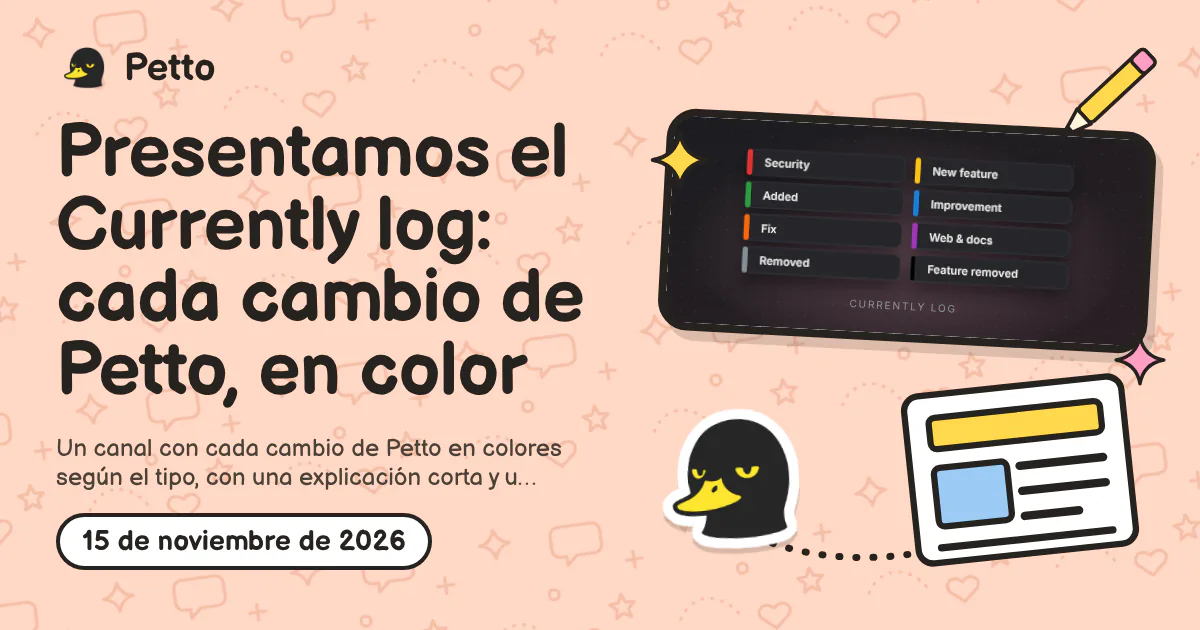 Petto
Presentamos el
Currently log:
cada cambio de
Petto, en color
Un canal con cada cambio de Petto en colores
según el tipo, con una explicación corta y u...
15 de noviembre de 2026
Security
Added
Fix
Removed
New feature
Improvement
Web & docs
Feature removed
CURRENTLY LOG